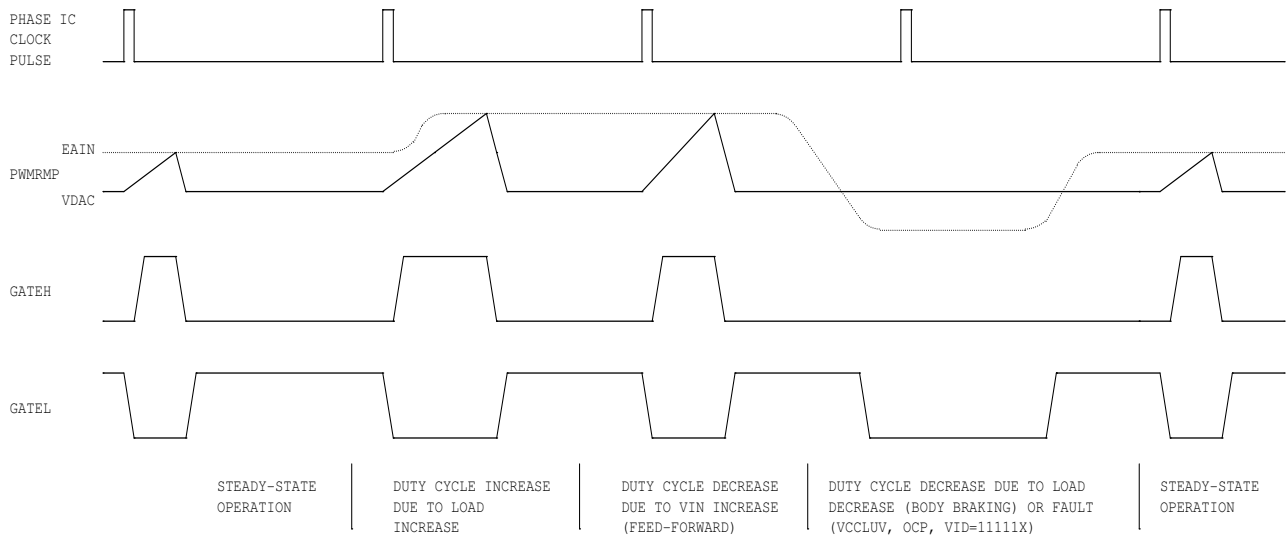 PHASE IC
CLOCK
PULSE
EAIN
PWMRMP
VDAC
GATEH
GATEL
STEADY-STATE
OPERATION
DUTY CYCLE INCREASE
DUE TO LOAD
INCREASE
DUTY CYCLE DECREASE
DUE TO VIN INCREASE
(FEED-FORWARD)
DUTY CYCLE DECREASE DUE TO LOAD
DECREASE (BODY BRAKING) OR FAULT
(VCCLUV, OCP, VID=11111X)
STEADY-STATE
OPERATION